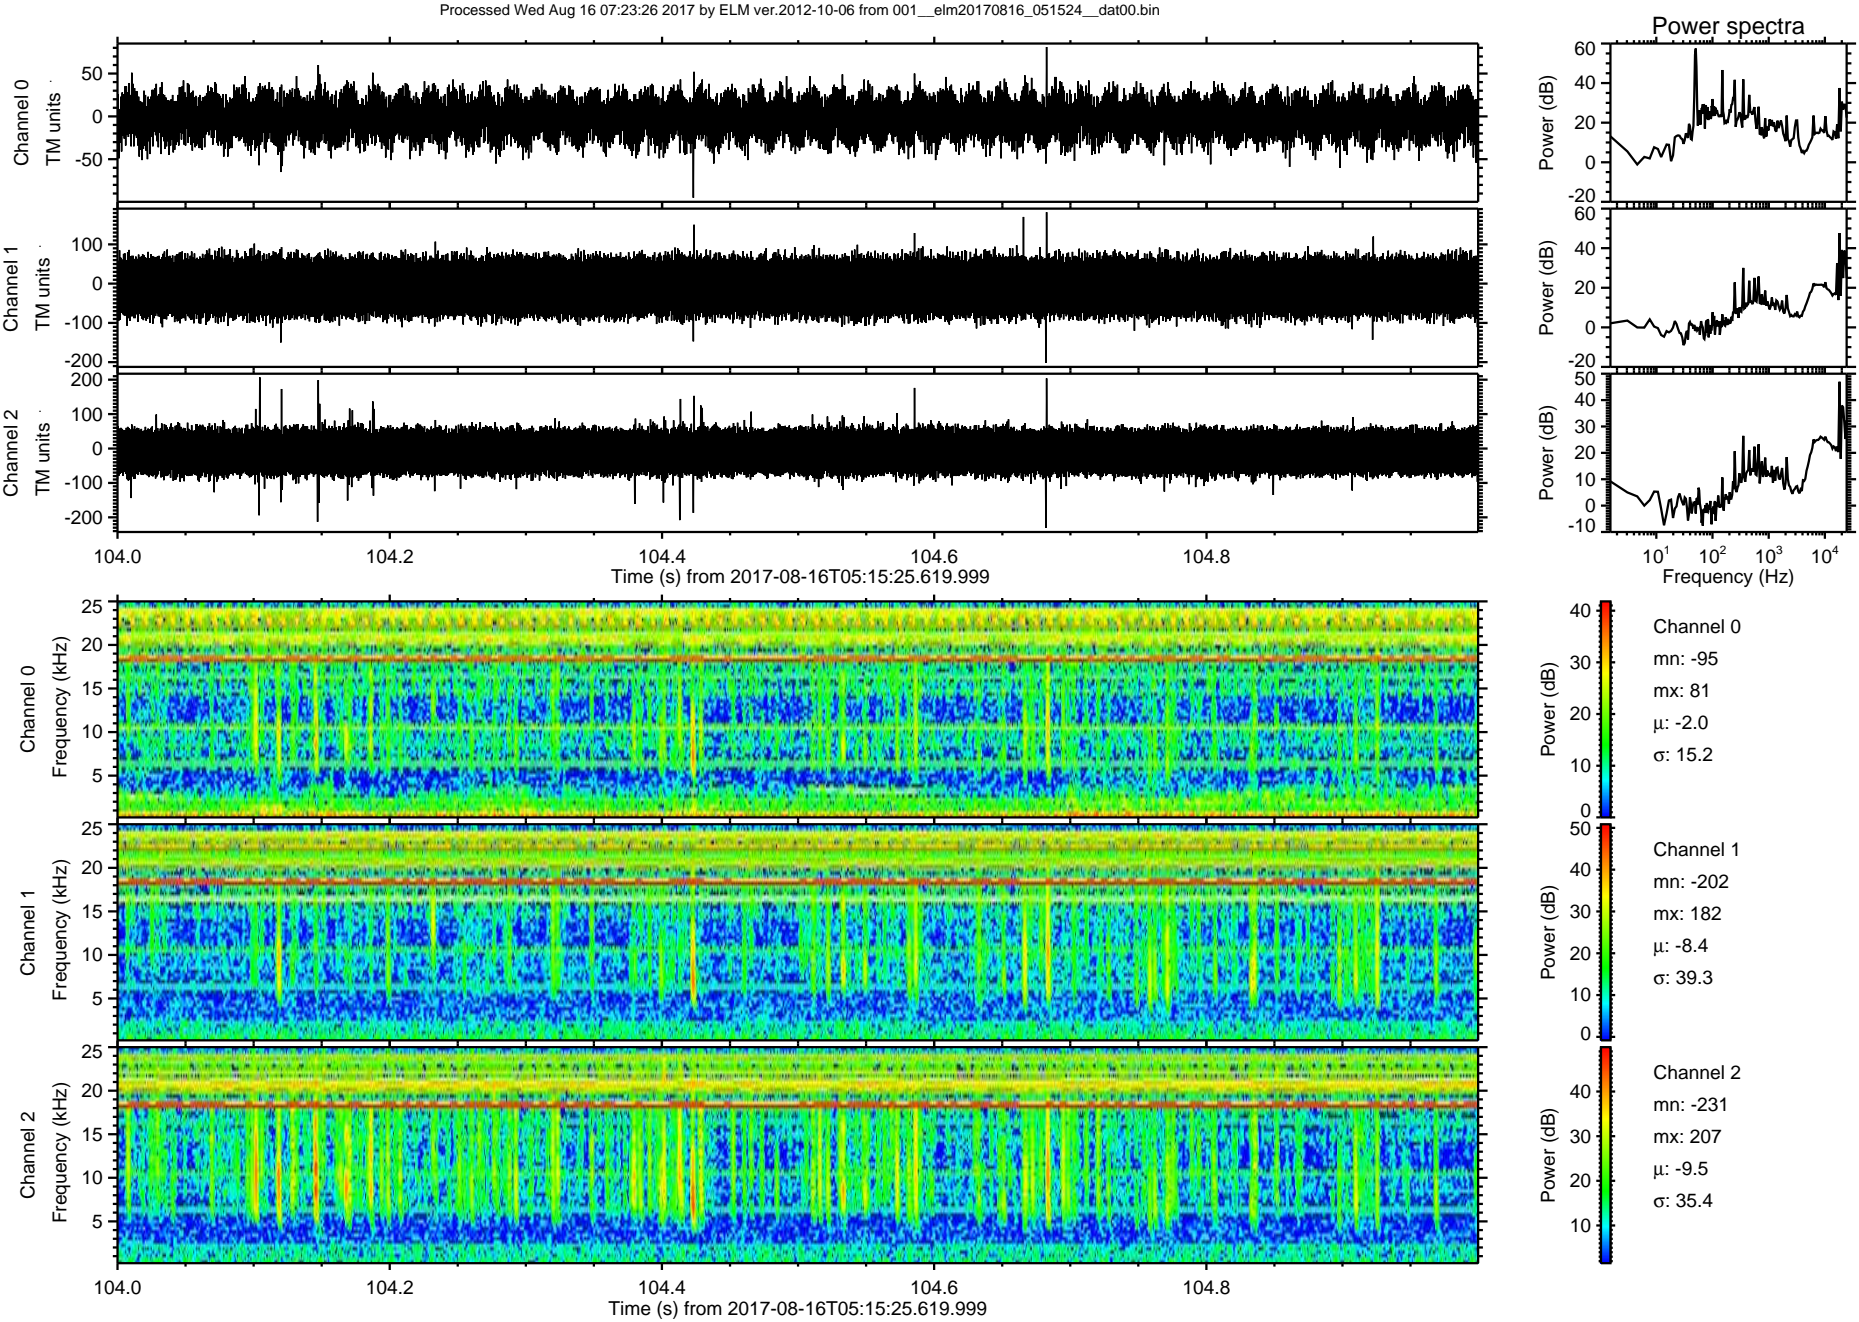 Processed Wed Aug 16 07:23:26 2017 by ELM ver.2012-10-06 from 001__elm20170816_051524__dat00.bin
Power spectra
Channel 0
TM units
50
0
-50
Power (dB)
60
40
20
0
-20
Channel 1
TM units
100
0
-100
-200
Power (dB)
60
40
20
0
-20
Channel 2
TM units
200
100
0
-100
-200
Power (dB)
50
40
30
20
10
0
-10
104.0 104.2 104.4 104.6 104.8
Time (s) from 2017-08-16T05:15:25.619.999
10^1 10^2 10^3 10^4
Frequency (Hz)
Channel 0
Frequency (kHz)
25
20
15
10
5
Power (dB)
40
30
20
10
0
Channel 0
mn: -95
mx: 81
µ: -2.0
σ: 15.2
Channel 1
Frequency (kHz)
25
20
15
10
5
Power (dB)
50
40
30
20
10
0
Channel 1
mn: -202
mx: 182
µ: -8.4
σ: 39.3
Channel 2
Frequency (kHz)
25
20
15
10
5
Power (dB)
40
30
20
10
Channel 2
mn: -231
mx: 207
µ: -9.5
σ: 35.4
104.0 104.2 104.4 104.6 104.8
Time (s) from 2017-08-16T05:15:25.619.999